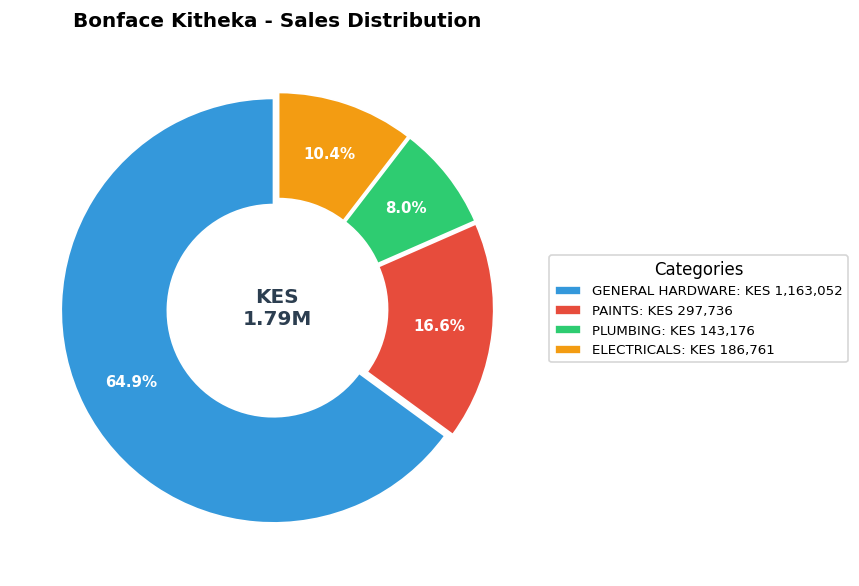 Bonface Kitheka - Sales Distribution
10.4%
8.0%
16.6%
64.9%
KES
1.79M
Categories
GENERAL HARDWARE: KES 1,163,052
PAINTS: KES 297,736
PLUMBING: KES 143,176
ELECTRICALS: KES 186,761